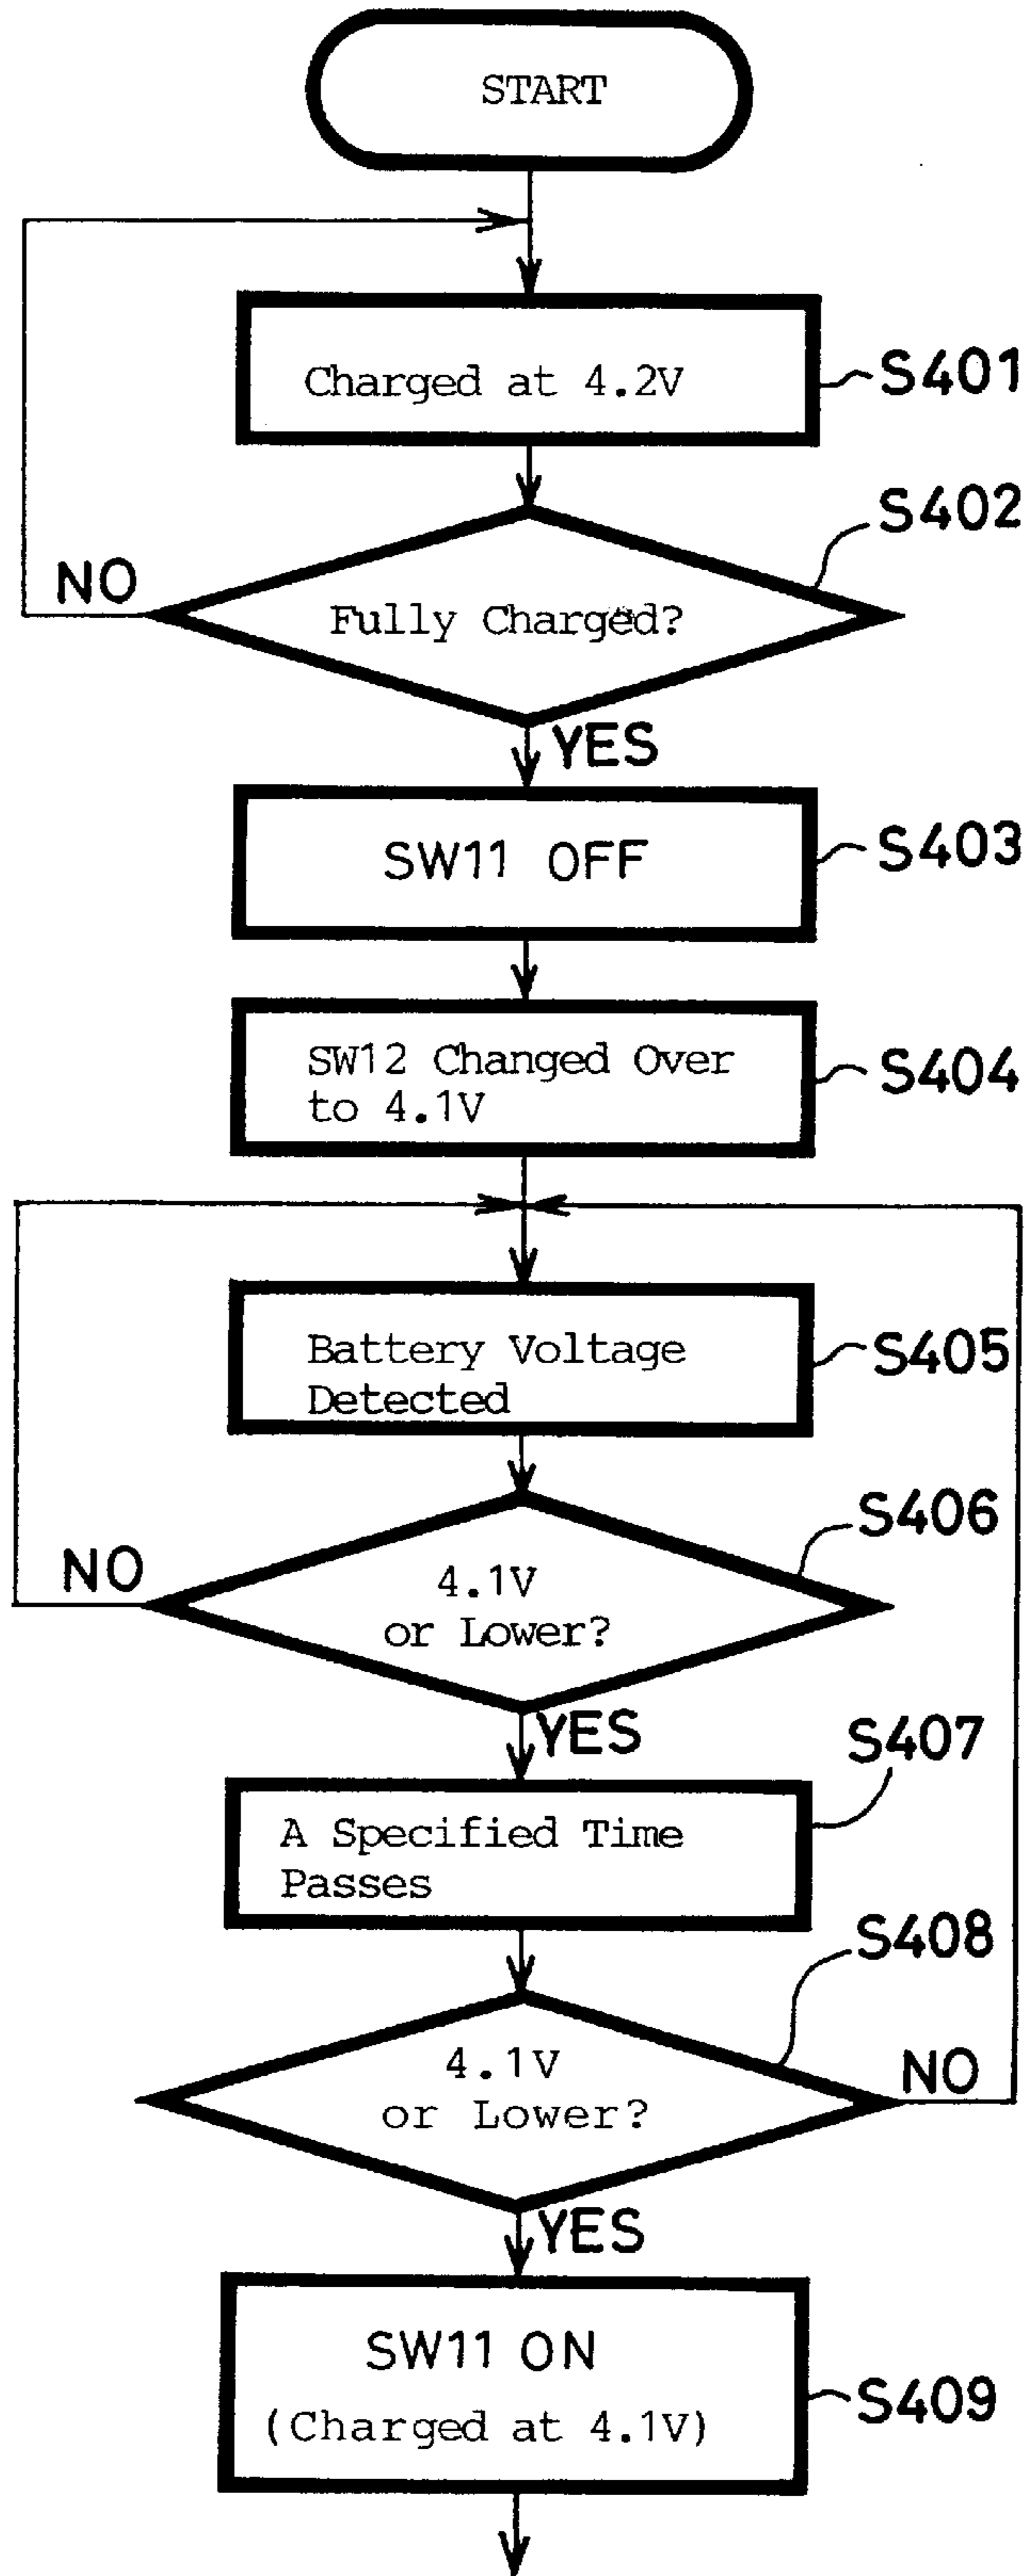 START
Charged at 4.2V
S401
S402
NO
Fully Charged?
YES
SW11 OFF
S403
SW12 Changed Over
to 4.1V
S404
Battery Voltage
Detected
S405
S406
NO
4.1V
or Lower?
YES
S407
A Specified Time
Passes
S408
4.1V
or Lower?
NO
YES
SW11 ON
(Charged at 4.1V)
S409